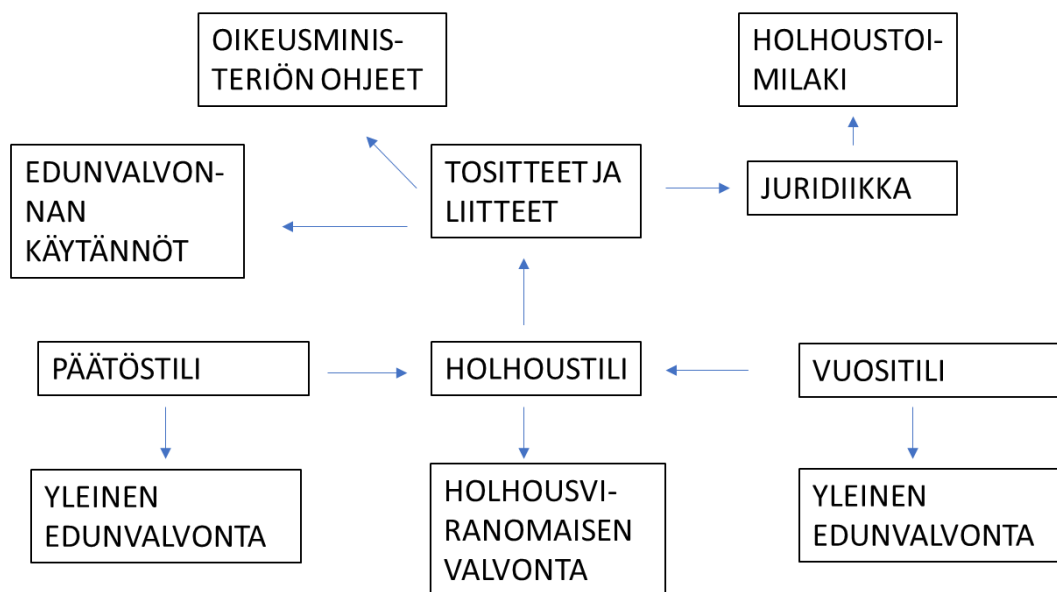 OIKEUSMINIS-
TERIÖN OHJEET
HOLHOUSTOI-
MILAKI
EDUNVALVON-
NAN
KÄYTÄNNÖT
TOSITTEET JA
LIITTEET
JURIDIIKKA
PÄÄTÖSTILI
HOLHOUSTILI
VUOSITILI
YLEINEN
EDUNVALVONTA
HOLHOUSVI-
RANOMAISEN
VALVONTA
YLEINEN
EDUNVALVONTA